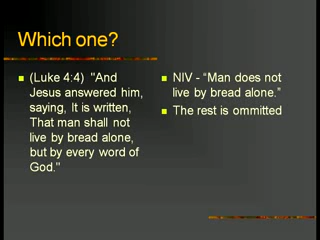 Which one?
(Luke 4:4) "And
Jesus answered him,
saying, It is written,
That man shall not
live by bread alone,
but by every word of
God."
NIV - “Man does not
live by bread alone.”
The rest is ommitted